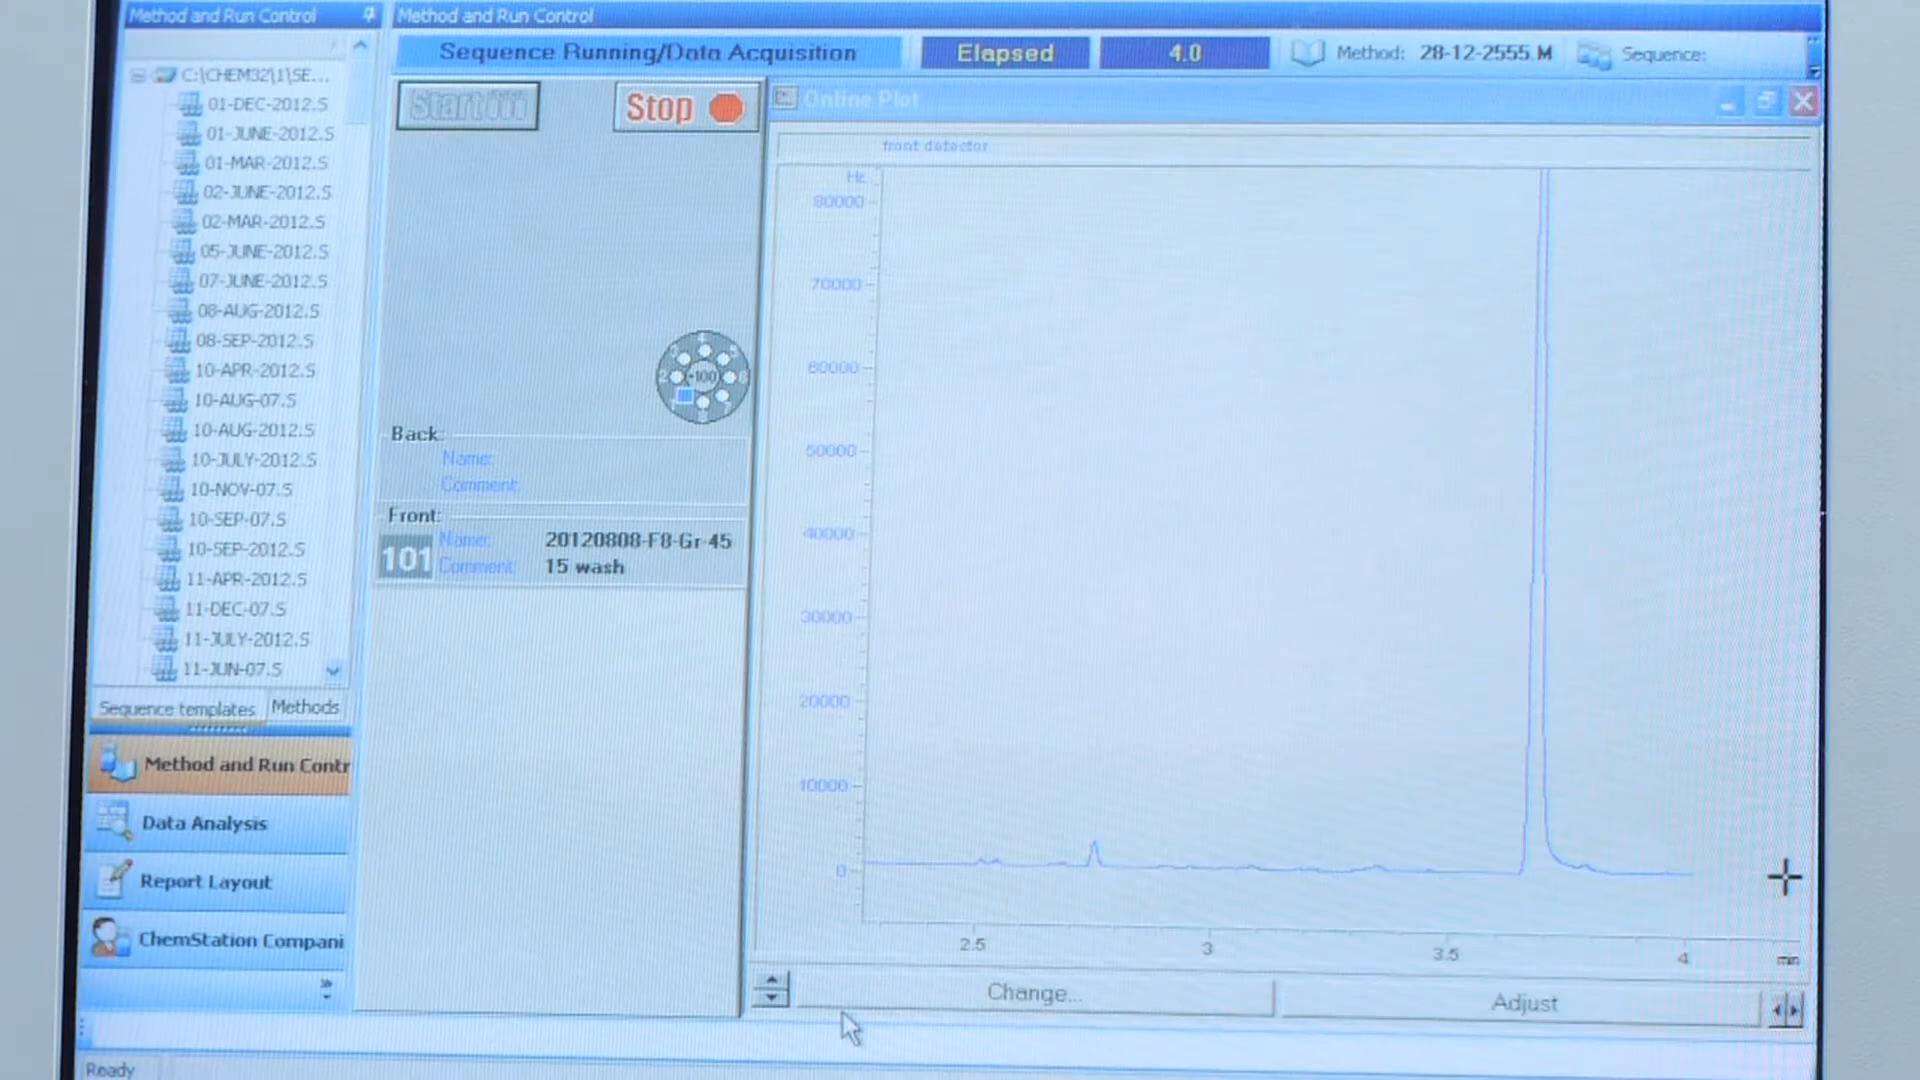 Method and Run Control
Method and Run Control
Sequence Running/Data Acquisition
Elapsed
4.0
Method: 28-12-2555.M
Sequence:
C:\CHEM32\1\SE...
01-DEC-2012.S
01-JUNE-2012.S
01-MAR-2012.S
02-JUNE-2012.S
02-MAR-2012.S
05-JUNE-2012.S
07-JUNE-2012.S
08-AUG-2012.S
08-SEP-2012.S
10-APR-2012.S
10-AUG-07.S
10-AUG-2012.S
10-JULY-2012.S
10-NOV-07.S
10-SEP-07.S
10-SEP-2012.S
11-APR-2012.S
11-DEC-07.S
11-JULY-2012.S
11-JUN-07.S
Sequence templates
Methods
Method and Run Contr
Data Analysis
Report Layout
ChemStation Compani
Ready
Start
Stop
+100
Back:
Name:
Comment:
Front:
101
Name: 20120808-F8-Gr-45
Comment: 15 wash
Online Plot
front detector
Hz
80000
70000
60000
50000
40000
30000
20000
10000
0
2.5
3
3.5
4
min
Change...
Adjust